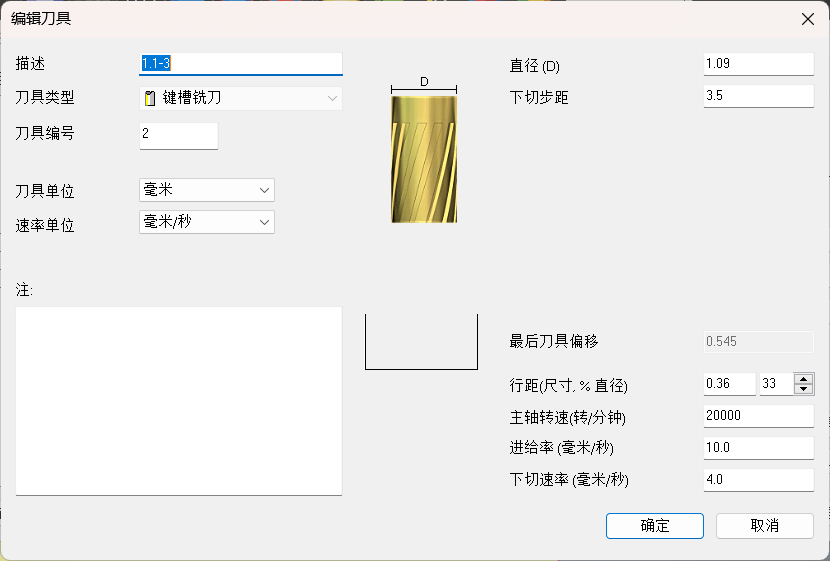 编辑刀具
描述 1.1-3
刀具类型 键槽铣刀
刀具编号 2
刀具单位 毫米
速率单位 毫米/秒
注:
D
直径 (D) 1.09
下切步距 3.5
最后刀具偏移 0.545
行距(尺寸, % 直径) 0.36 33
主轴转速(转/分钟) 20000
进给率 (毫米/秒) 10.0
下切速率 (毫米/秒) 4.0
确定 取消